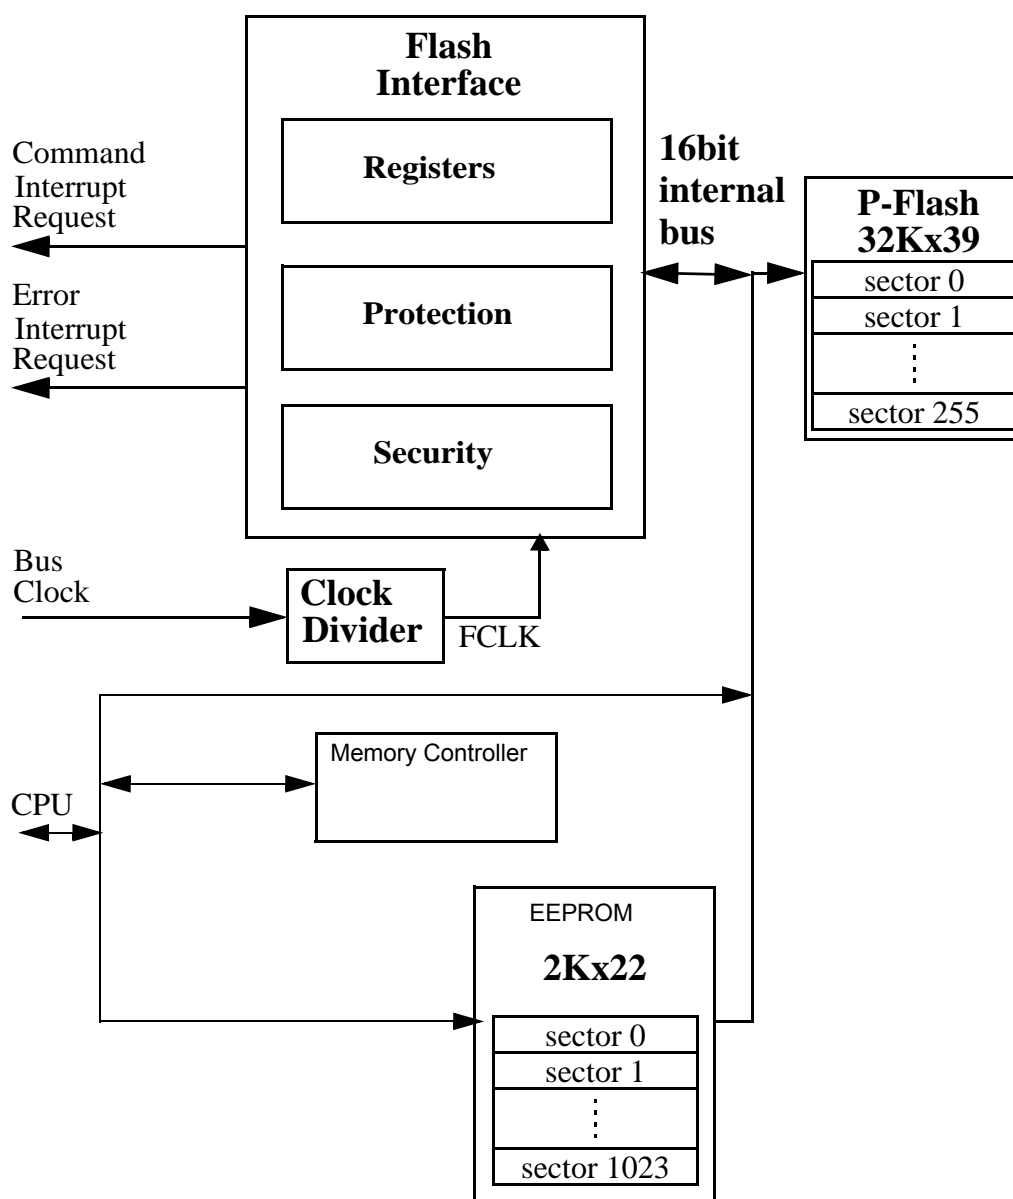 Flash
Interface
Registers
Protection
Security
Command
Interrupt
Request
Error
Interrupt
Request
16bit
internal
bus
P-Flash
32Kx39
sector 0
sector 1
sector 255
Bus
Clock
Clock
Divider
FCLK
Memory Controller
CPU
EEPROM
2Kx22
sector 0
sector 1
sector 1023